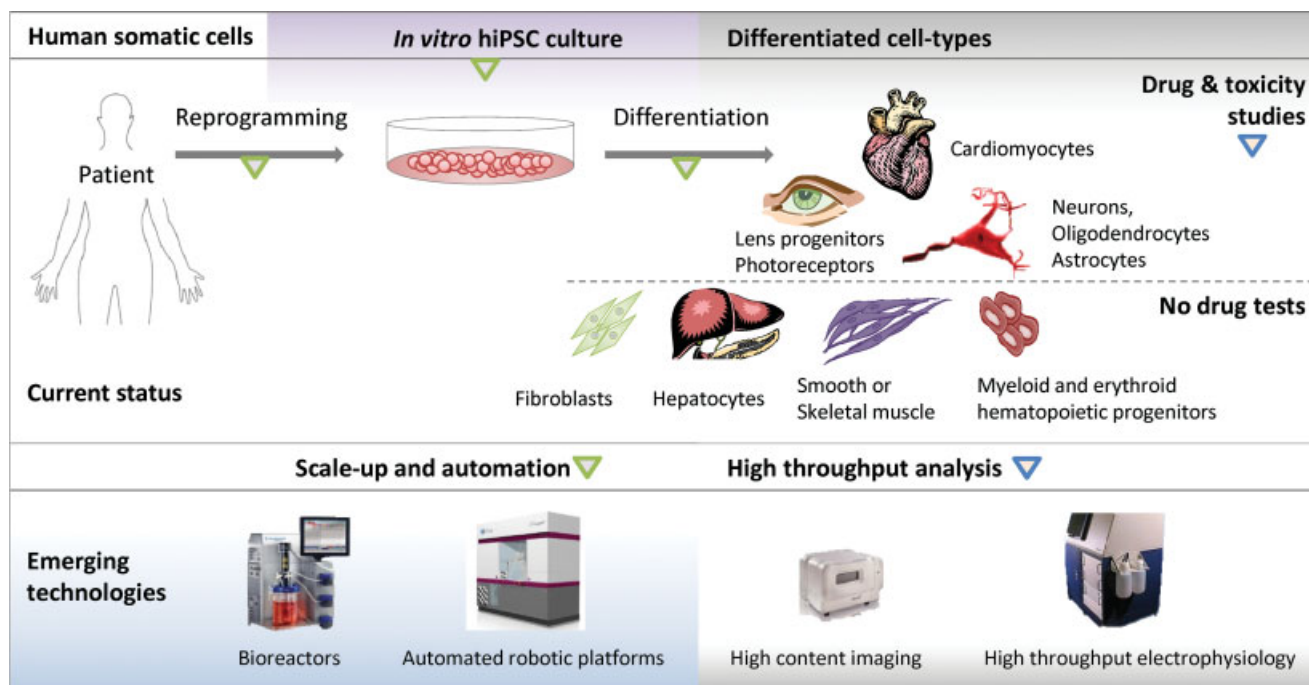 Human somatic cells
In vitro hiPSC culture
Differentiated cell-types
Drug & toxicity
studies
Reprogramming
Differentiation
Patient
Cardiomyocytes
Lens progenitors
Photoreceptors
Neurons,
Oligodendrocytes
Astrocytes
No drug tests
Current status
Fibroblasts
Hepatocytes
Smooth or
Skeletal muscle
Myeloid and erythroid
hematopoietic progenitors
Scale-up and automation
High throughput analysis
Emerging
technologies
Bioreactors
Automated robotic platforms
High content imaging
High throughput electrophysiology